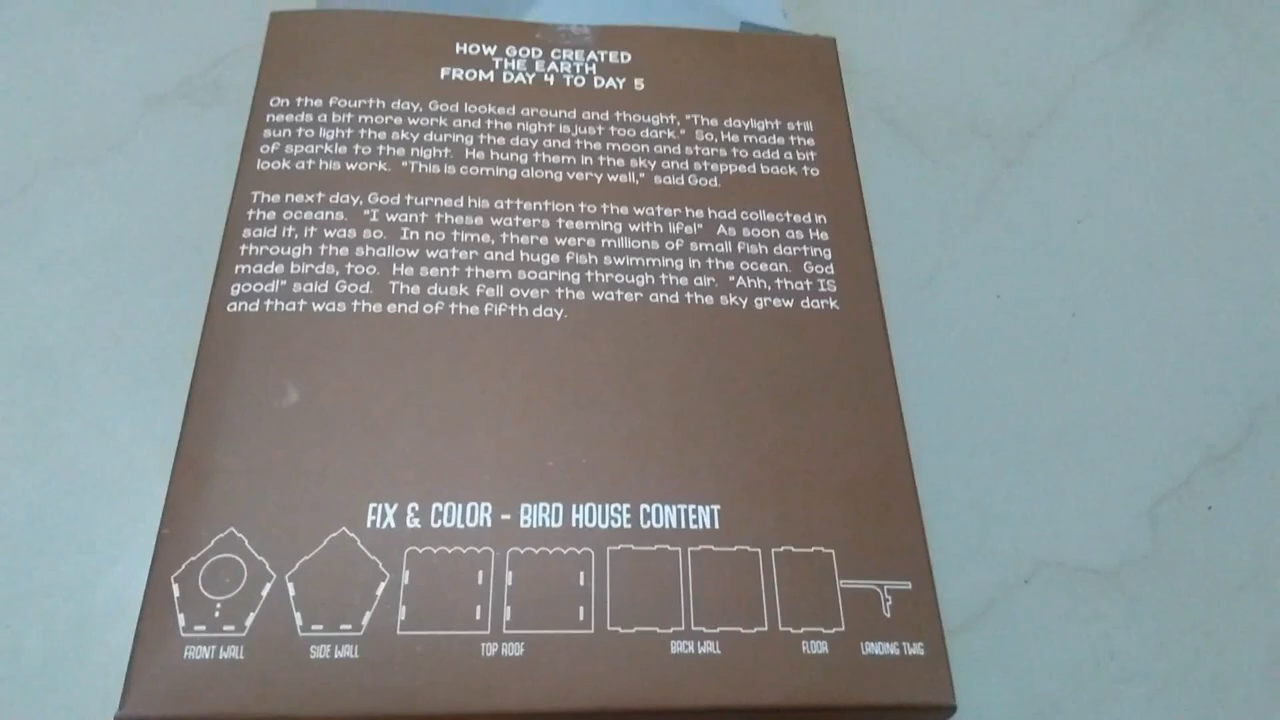 HOW GOD CREATED
THE EARTH
FROM DAY 4 TO DAY 5
On the fourth day, God looked around and thought, "The daylight still
needs a bit more work and the night is just too dark." So, He made the
sun to light the sky during the day and the moon and stars to add a bit
of sparkle to the night. He hung them in the sky and stepped back to
look at his work. "This is coming along very well," said God.
The next day, God turned his attention to the water he had collected in
the oceans. "I want these waters teeming with life!" As soon as He
said it, it was so. In no time, there were millions of small fish darting
through the shallow water and huge fish swimming in the ocean. God
made birds, too. He sent them soaring through the air. "Ahh, that IS
good!" said God. The dusk fell over the water and the sky grew dark
and that was the end of the fifth day.
FIX & COLOR - BIRD HOUSE CONTENT
FRONT WALL SIDE WALL TOP ROOF BACK WALL FLOOR LANDING TWIG